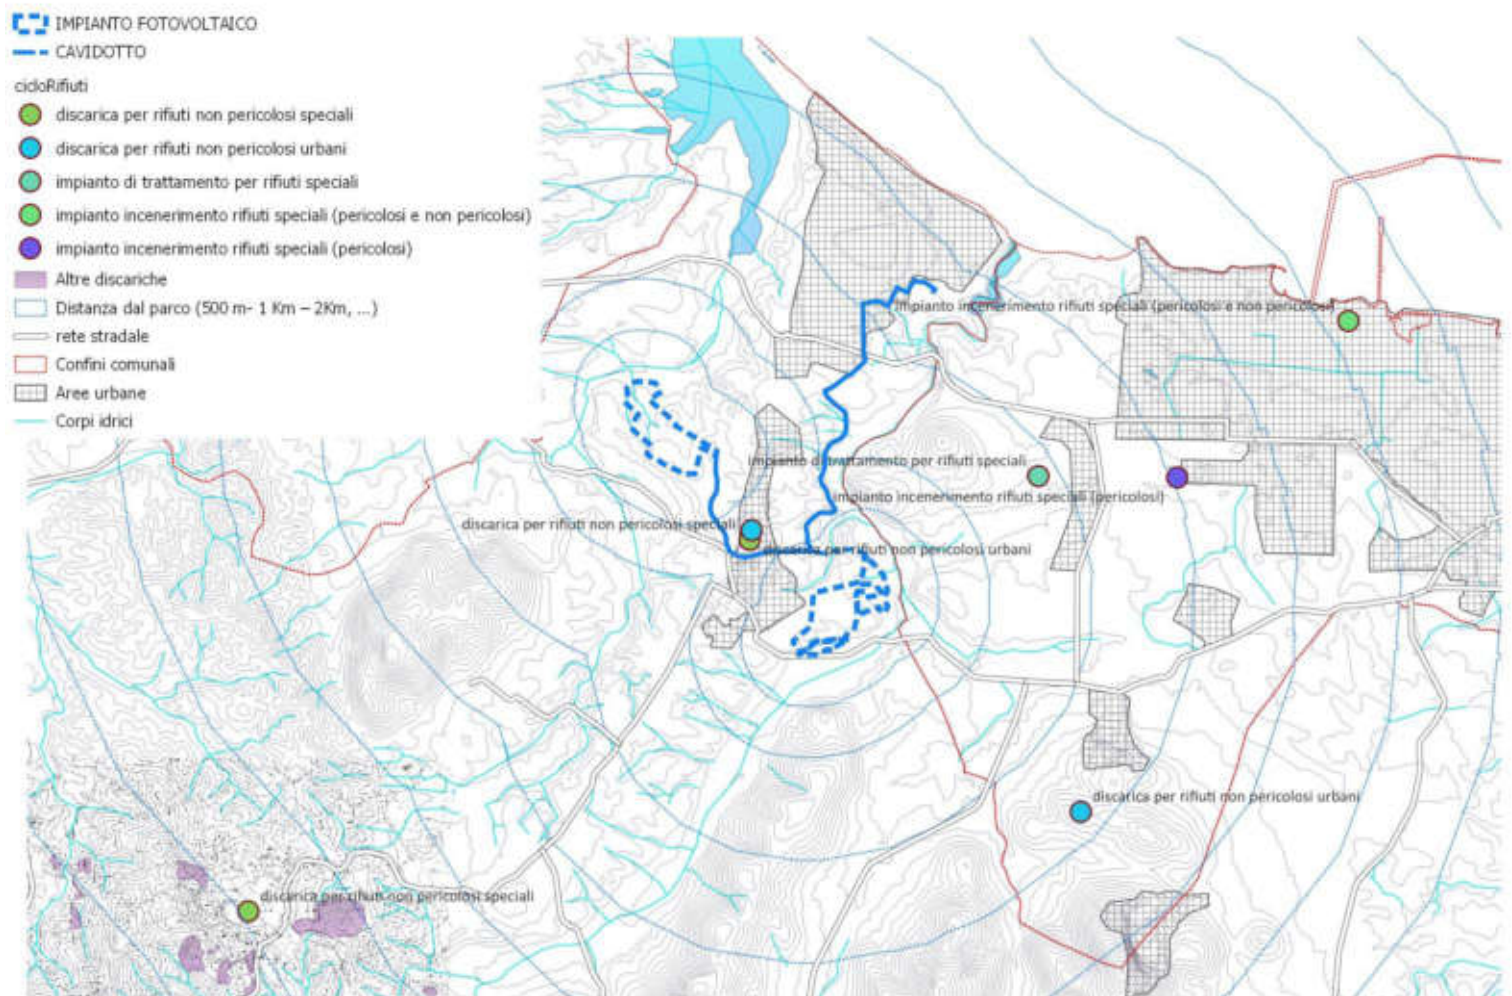 IMPIANTO FOTOVOLTAICO
CAVIDOTTO
cicloRifiuti
discarica per rifiuti non pericolosi speciali
discarica per rifiuti non pericolosi urbani
impianto di trattamento per rifiuti speciali
impianto incenerimento rifiuti speciali (pericolosi e non pericolosi)
impianto incenerimento rifiuti speciali (pericolosi)
Altre discariche
Distanza dal parco (500 m- 1 Km – 2Km, ...)
rete stradale
Confini comunali
Aree urbane
Corpi idrici
impianto incenerimento rifiuti speciali (pericolosi e non pericolosi)
impianto di trattamento per rifiuti speciali
impianto incenerimento rifiuti speciali (pericolosi)
discarica per rifiuti non pericolosi speciali
discarica per rifiuti non pericolosi urbani
discarica per rifiuti non pericolosi urbani
discarica per rifiuti non pericolosi speciali